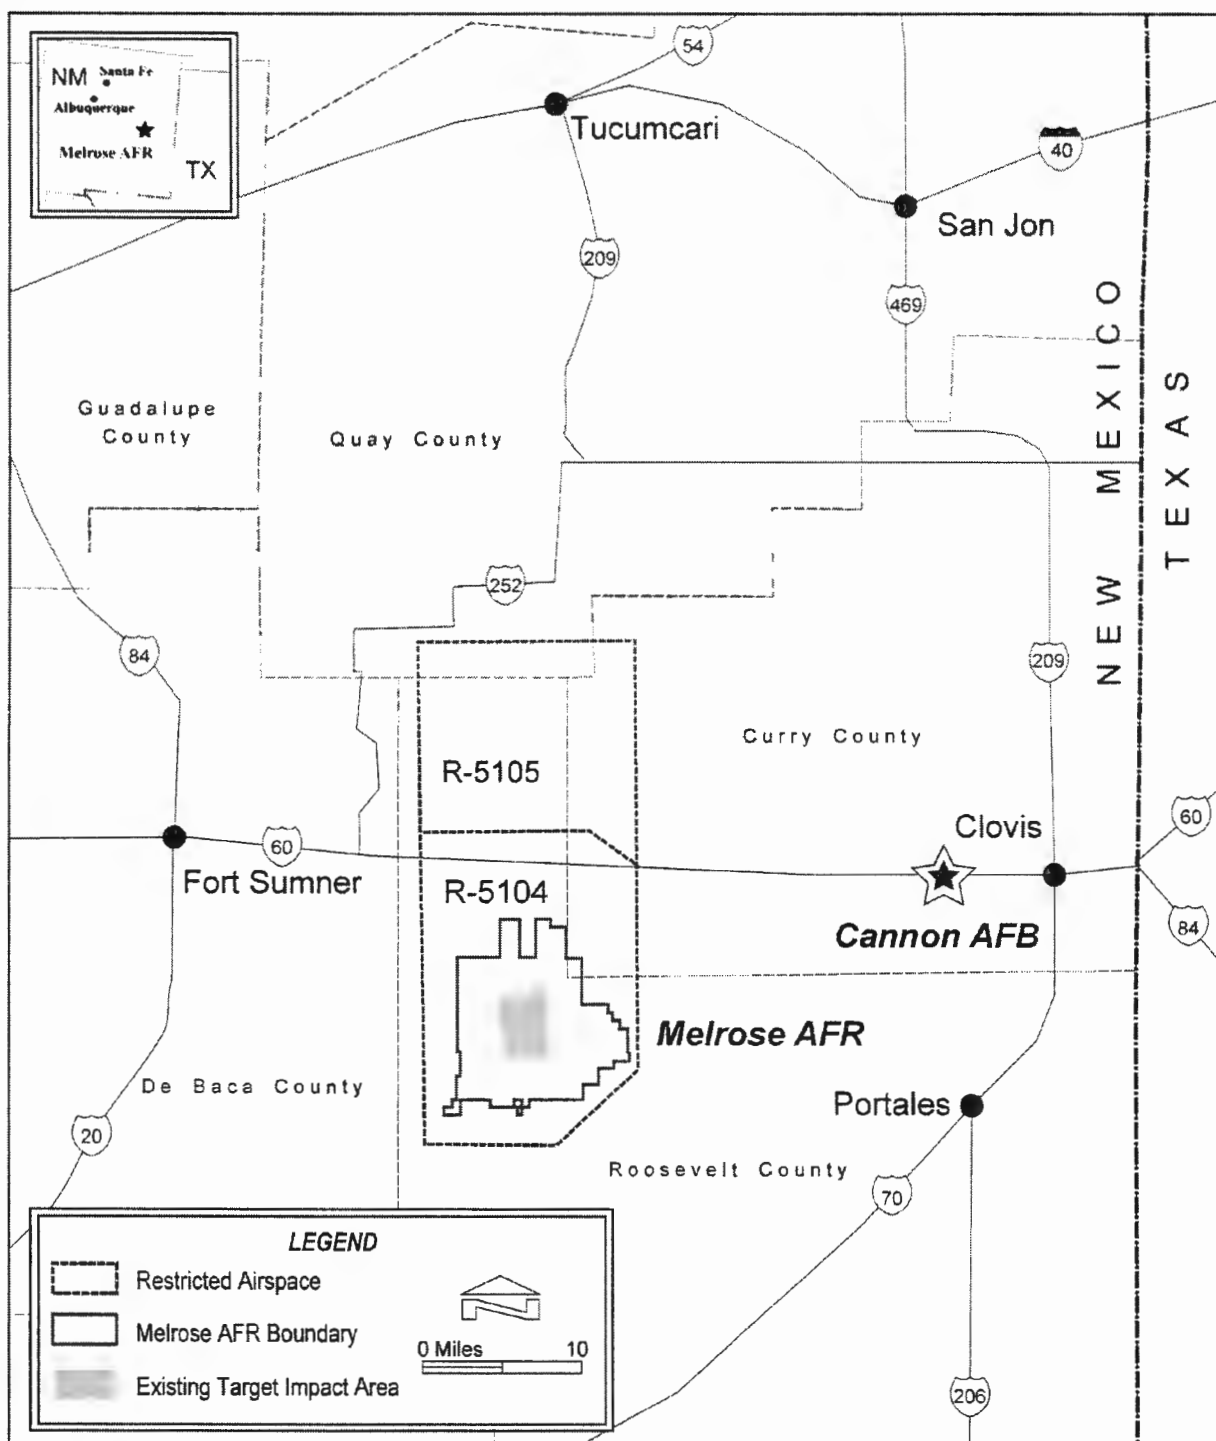 NM
Santa Fe
Albuquerque
Melrose AFR
TX
54
Tucumcari
40
San Jon
209
469
NEW MEXICO
TEXAS
Guadalupe
County
Quay County
252
84
209
Curry County
R-5105
60
Clovis
60
Fort Sumner
R-5104
84
Cannon AFB
Melrose AFR
De Baca County
Portales
20
Roosevelt County
70
LEGEND
Restricted Airspace
Melrose AFR Boundary
Existing Target Impact Area
N
0 Miles 10
206